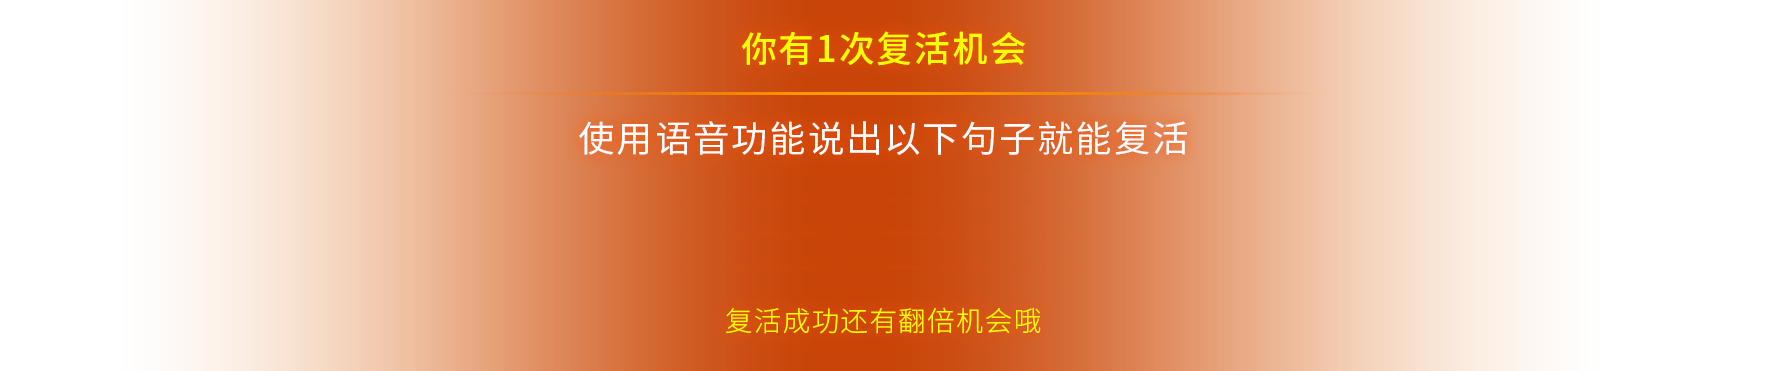 你有1次复活机会
使用语音功能说出以下句子就能复活
复活成功还有翻倍机会哦